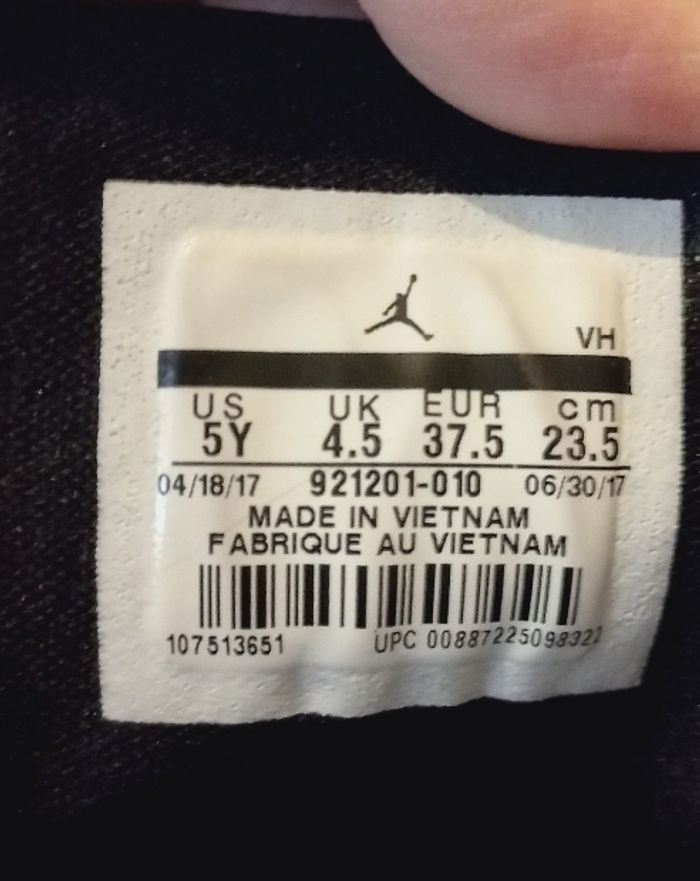 VH
US UK EUR cm
5Y 4.5 37.5 23.5
04/18/17 921201-010 06/30/17
MADE IN VIETNAM
FABRIQUE AU VIETNAM
107513651 UPC 00887225098322